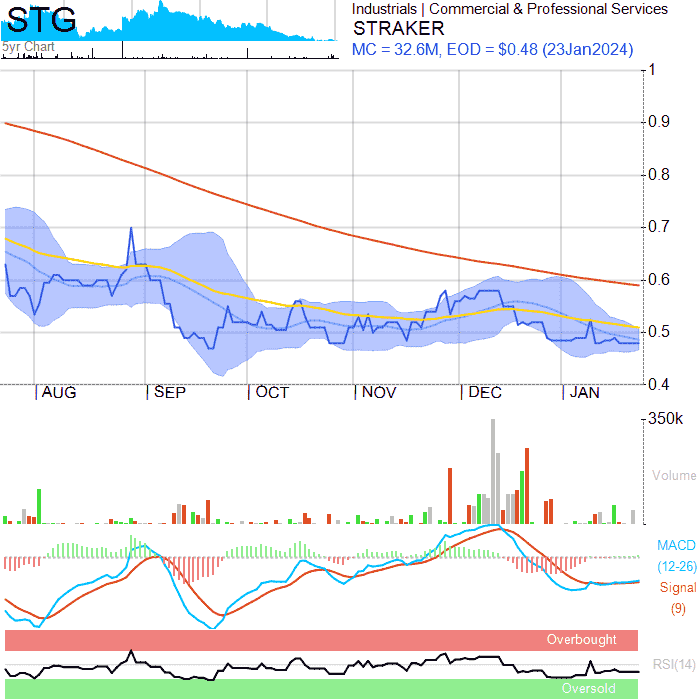 STG
Industrials | Commercial & Professional Services
STRAKER
5yr Chart
MC = 32.6M, EOD = $0.48 (23Jan2024)
1
0.9
0.8
0.7
0.6
0.5
0.4
AUG SEP OCT NOV DEC JAN
350k
Volume
MACD
(12-26)
Signal
(9)
Overbought
RSI(14)
Oversold